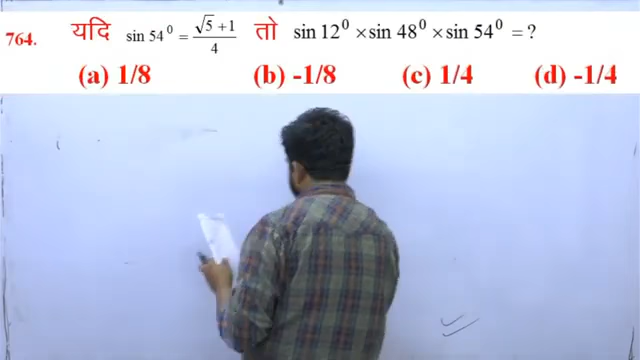 764. यदि sin 54⁰ = (√5 + 1)/4 तो sin 12⁰ × sin 48⁰ × sin 54⁰ = ?
(a) 1/8 (b) -1/8 (c) 1/4 (d) -1/4